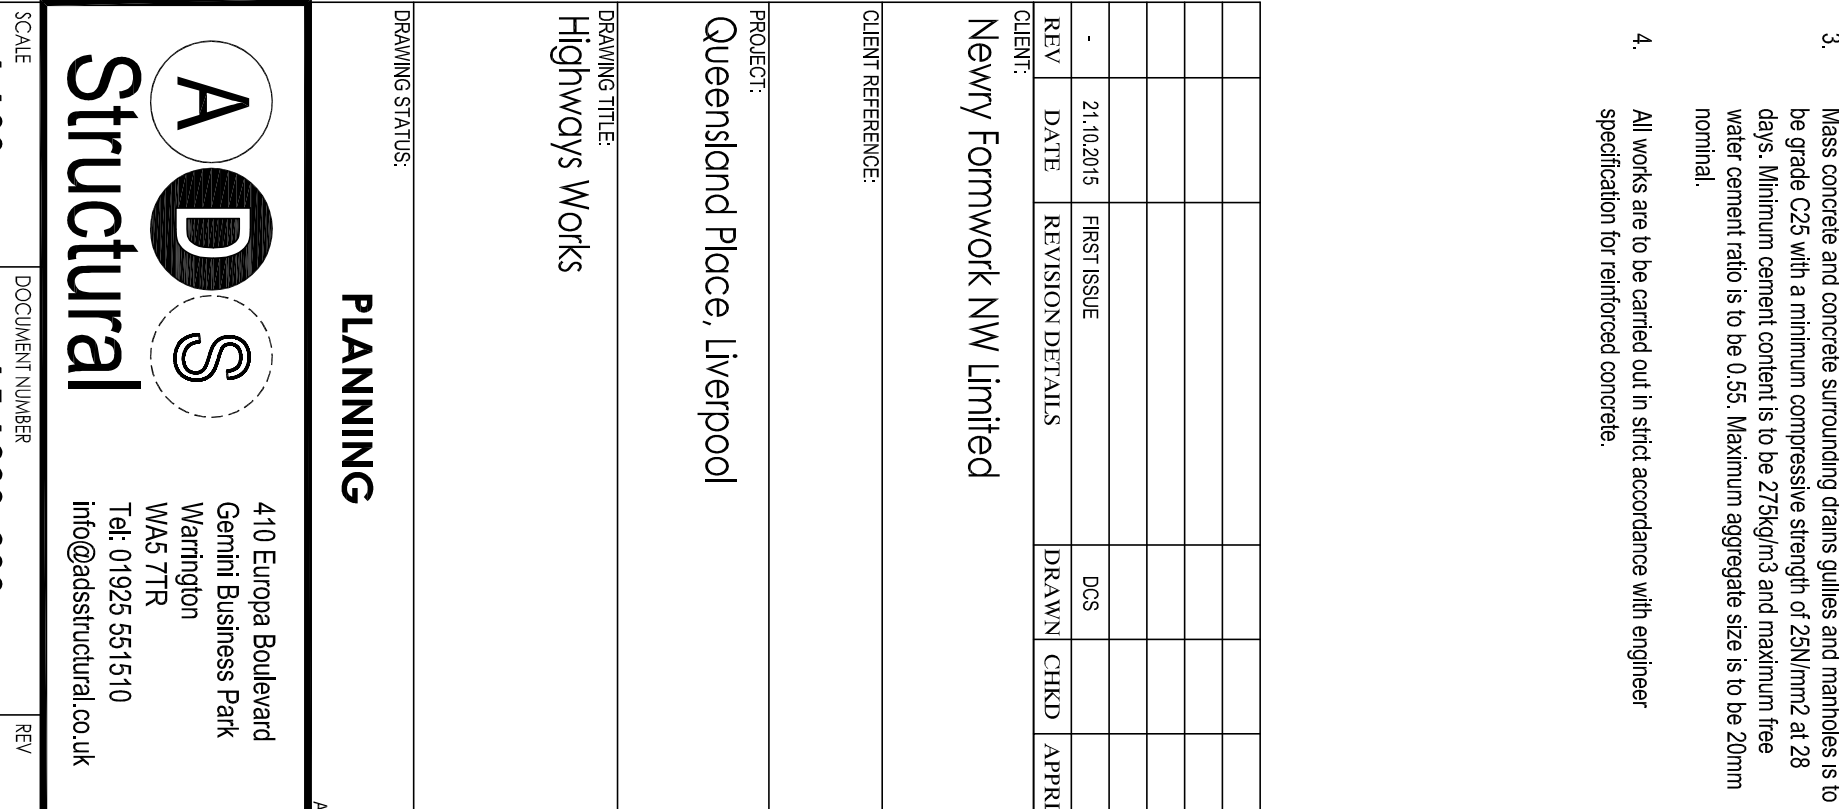 3. Mass concrete and concrete surrounding drains gullies and manholes is to
be grade C25 with a minimum compressive strength of 25N/mm2 at 28
days. Minimum cement content is to be 275kg/m3 and maximum free
water cement ratio is to be 0.55. Maximum aggregate size is to be 20mm
nominal.
4. All works are to be carried out in strict accordance with engineer
specification for reinforced concrete.
- 21.10.2015 FIRST ISSUE DCS
REV DATE REVISION DETAILS DRAWN CHKD
CLIENT:
Newry Formwork NW Limited
CLIENT REFERENCE:
PROJECT:
Queensland Place, Liverpool
DRAWING TITLE:
Highways Works
DRAWING STATUS:
PLANNING
A D S
Structural
410 Europa Boulevard
Gemini Business Park
Warrington
WA5 7TR
Tel: 01925 551510
info@adsstructural.co.uk
SCALE DOCUMENT NUMBER REV